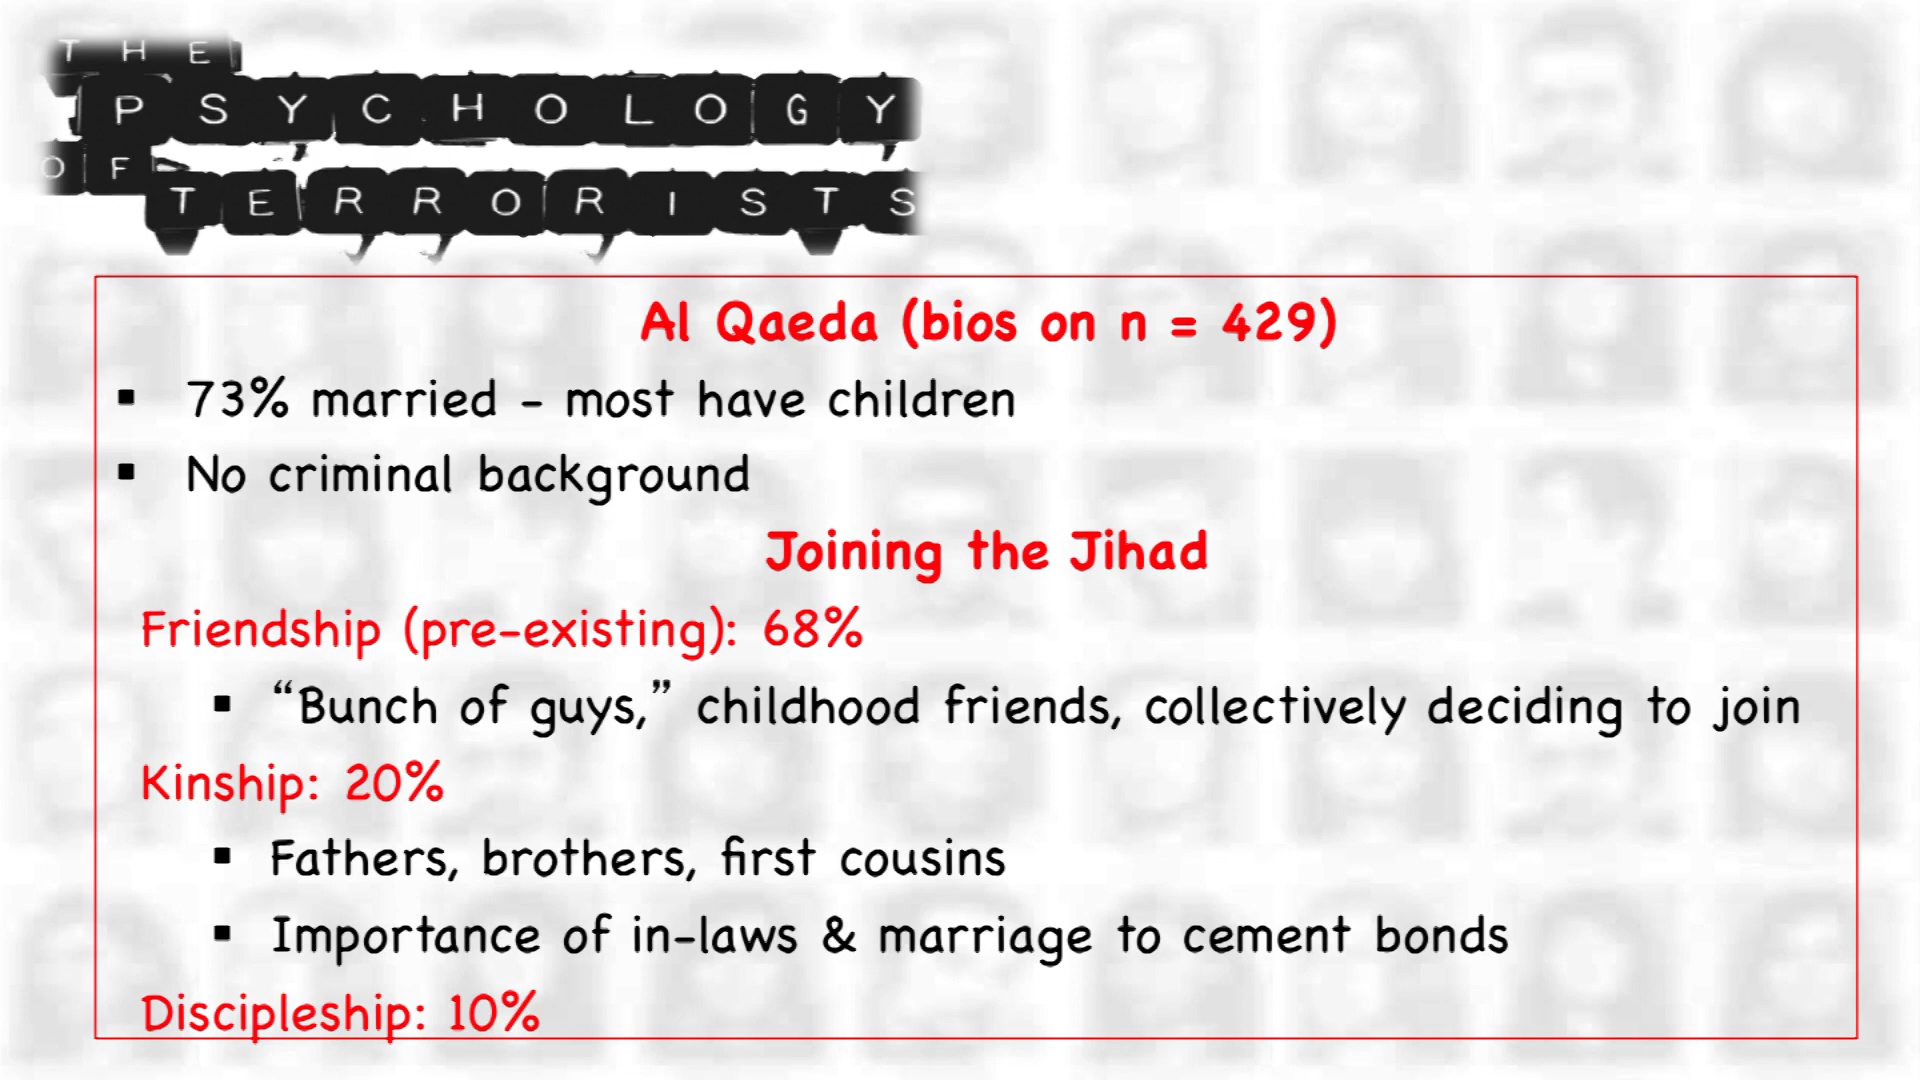 THE
PSYCHOLOGY
OF
TERRORISTS
Al Qaeda (bios on n = 429)
▪ 73% married - most have children
▪ No criminal background
Joining the Jihad
Friendship (pre-existing): 68%
▪ “Bunch of guys,” childhood friends, collectively deciding to join
Kinship: 20%
▪ Fathers, brothers, first cousins
▪ Importance of in-laws & marriage to cement bonds
Discipleship: 10%